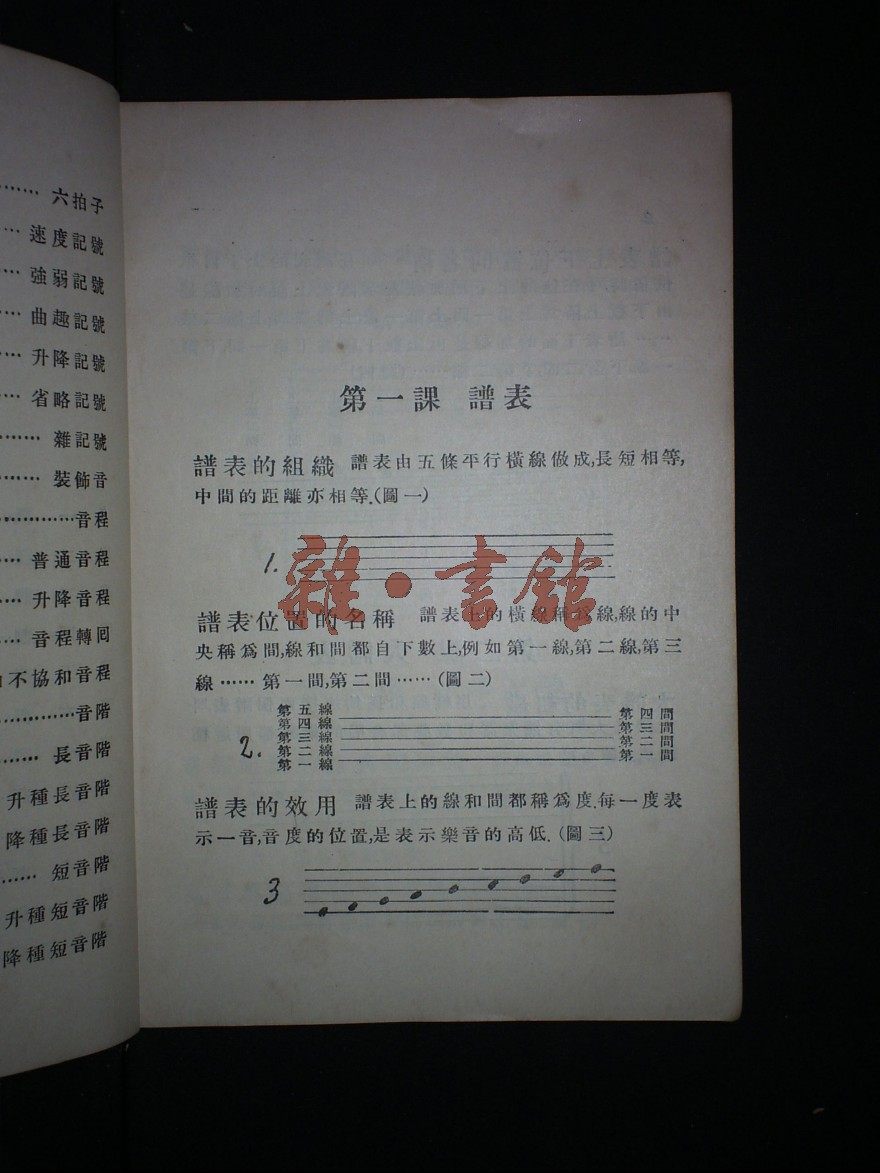 六拍子
速度記號
強弱記號
曲趣記號
升降記號
省略記號
雜記號
裝飾音
音程
普通音程
升降音程
音程轉回
不協和音程
音階
長音階
升種長音階
降種長音階
短音階
升種短音階
降種短音階
第一課 譜表
譜表的組織 譜表由五條平行橫線做成,長短相等,
中間的距離亦相等.(圖一)
1.
雜·書館
譜表位置的名稱 譜表上的橫線稱爲線,線的中
央稱爲間,線和間都自下數上,例如第一線,第二線,第三
線……第一間,第二間……(圖二)
2.
第五線
第四線 第四間
第三線 第三間
第二線 第二間
第一線 第一間
譜表的效用 譜表上的線和間都稱爲度.每一度表
示一音,音度的位置,是表示樂音的高低.(圖三)
3